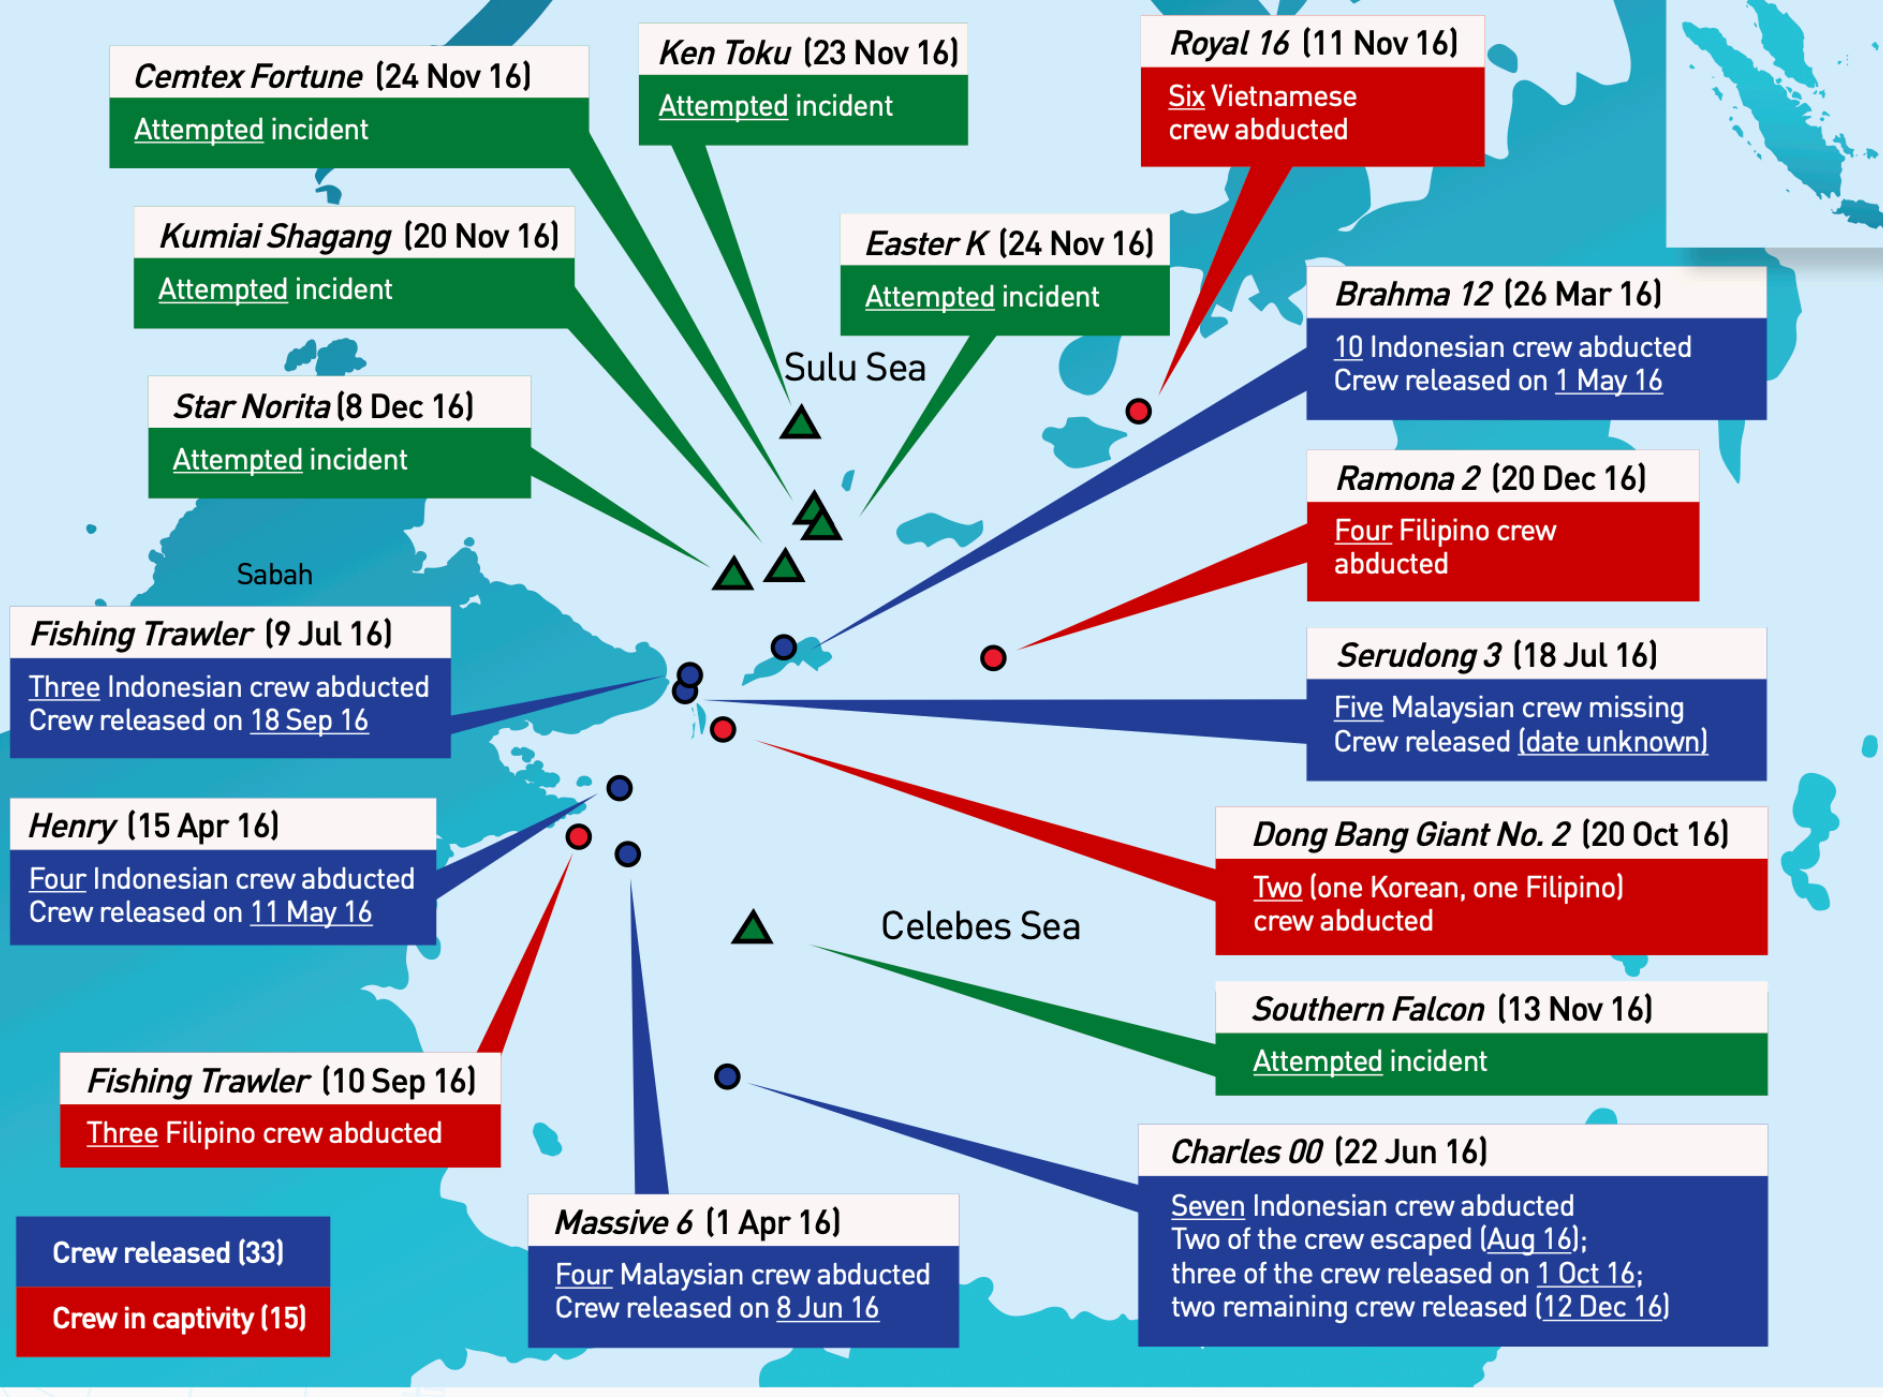 Cemtex Fortune (24 Nov 16)
Attempted incident
Ken Toku (23 Nov 16)
Attempted incident
Royal 16 (11 Nov 16)
Six Vietnamese
crew abducted
Kumiai Shagang (20 Nov 16)
Attempted incident
Easter K (24 Nov 16)
Attempted incident
Brahma 12 (26 Mar 16)
10 Indonesian crew abducted
Crew released on 1 May 16
Sulu Sea
Star Norita (8 Dec 16)
Attempted incident
Ramona 2 (20 Dec 16)
Four Filipino crew
abducted
Sabah
Fishing Trawler (9 Jul 16)
Three Indonesian crew abducted
Crew released on 18 Sep 16
Serudong 3 (18 Jul 16)
Five Malaysian crew missing
Crew released (date unknown)
Henry (15 Apr 16)
Four Indonesian crew abducted
Crew released on 11 May 16
Dong Bang Giant No. 2 (20 Oct 16)
Two (one Korean, one Filipino)
crew abducted
Celebes Sea
Southern Falcon (13 Nov 16)
Attempted incident
Fishing Trawler (10 Sep 16)
Three Filipino crew abducted
Charles 00 (22 Jun 16)
Seven Indonesian crew abducted
Two of the crew escaped (Aug 16);
three of the crew released on 1 Oct 16;
two remaining crew released (12 Dec 16)
Massive 6 (1 Apr 16)
Four Malaysian crew abducted
Crew released on 8 Jun 16
Crew released (33)
Crew in captivity (15)